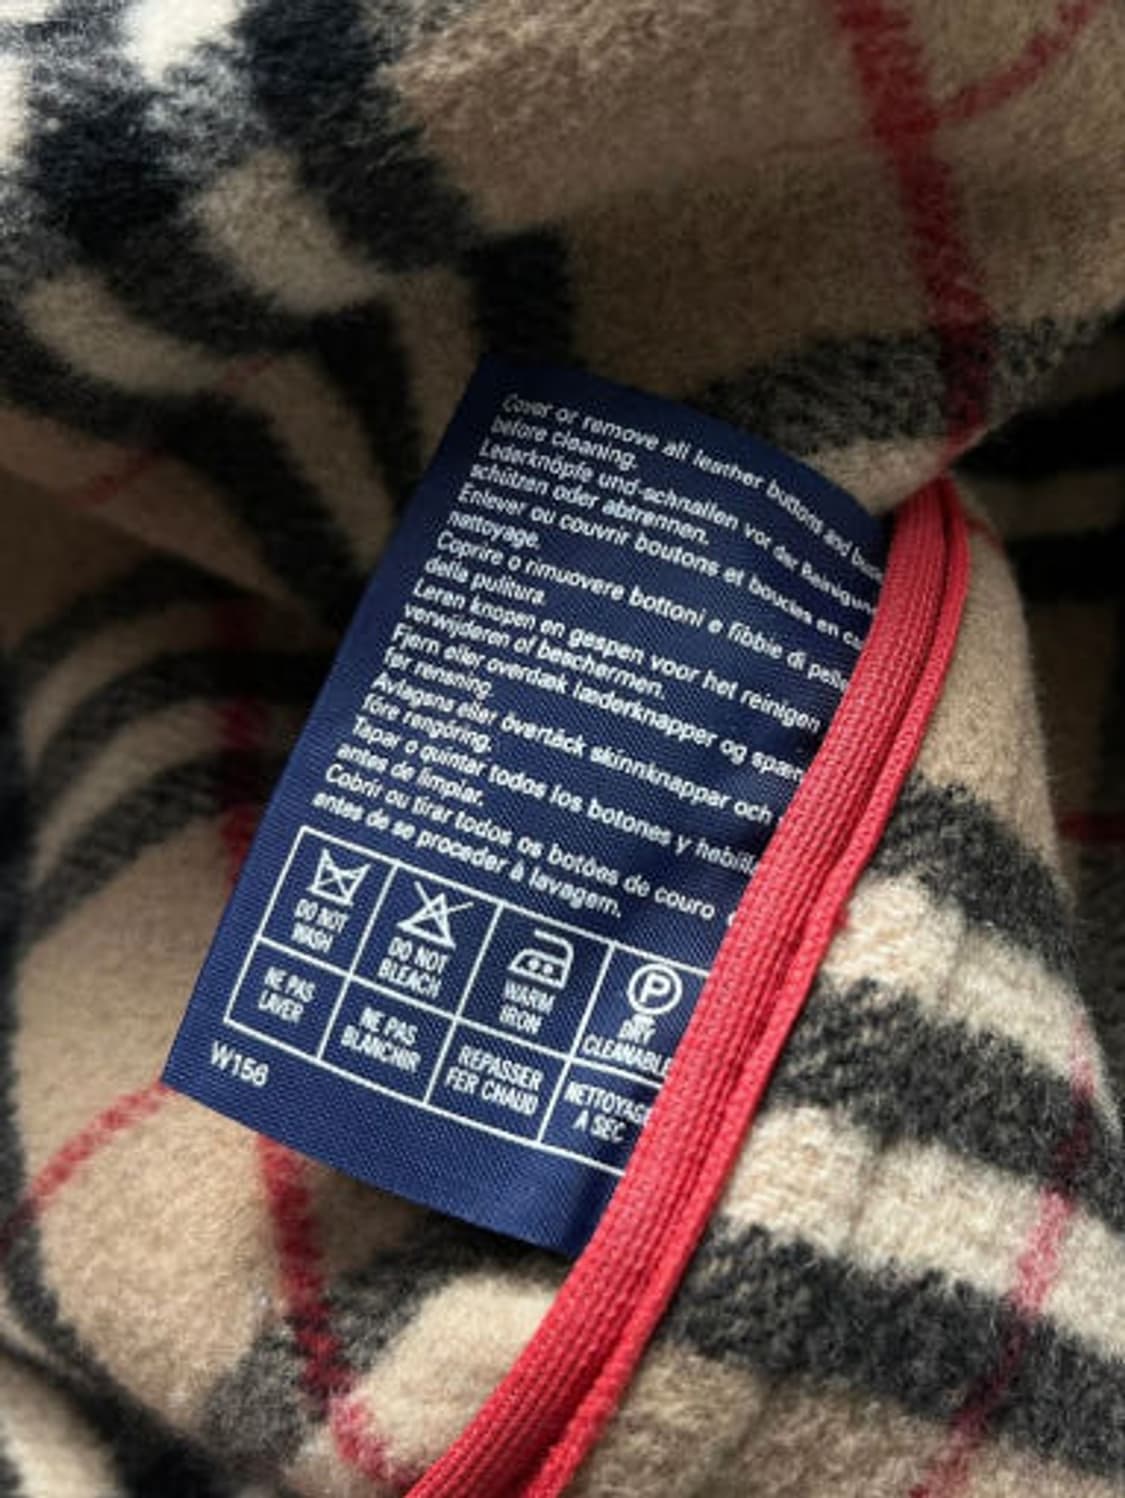 Cover or remove all leather buttons and
before cleaning.
Lederknöpfe und-schnallen vor der
schützen oder abtrennen.
Enlever ou couvrir boutons et boucles en
nettoyage.
Coprire o rimuovere bottoni e fibbie di
della pulitura.
Leren knopen en gespen voor het reinigen
verwijderen of beschermen.
Fjern eller overdæk læderknapper og
før rensning.
Avlagsna eller övertäck skinnknappar och
före rengöring.
Tapar o quintar todos los botones y
antes de limpiar.
Cobrir ou tirar todos os botões de couro
antes de se proceder à lavagem.
DO NOT WASH
DO NOT BLEACH
WARM IRON
P
DRY CLEANABLE
NE PAS LAVER
NE PAS BLANCHIR
REPASSER FER CHAUD
NETTOYAGE A SEC
W156